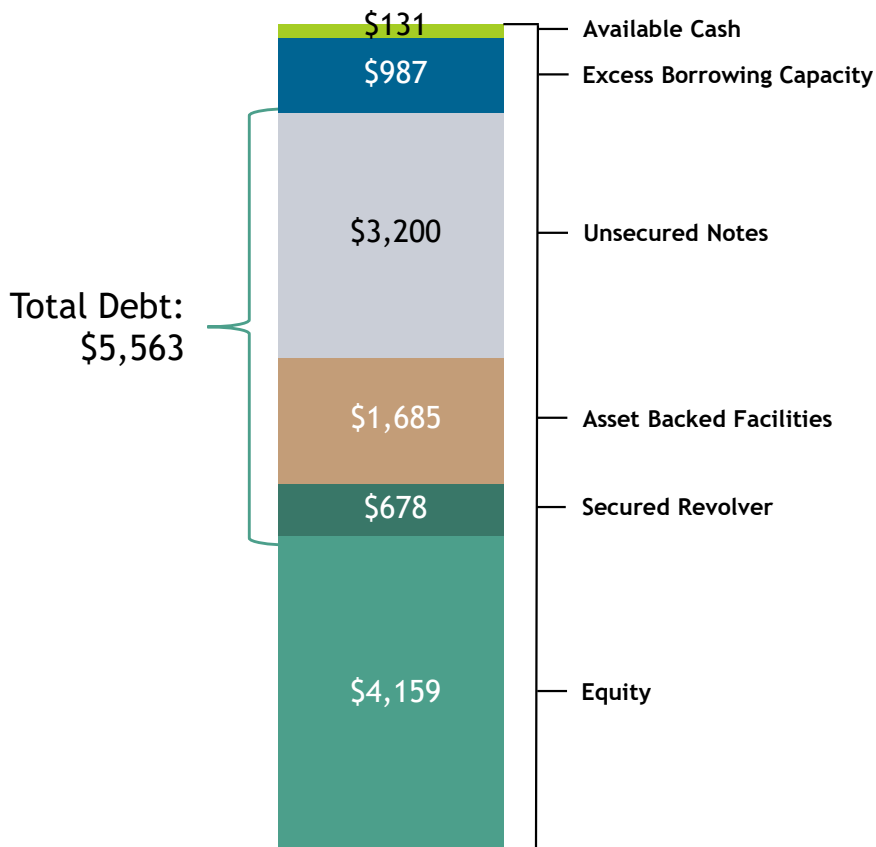 $131
Available Cash
$987
Excess Borrowing Capacity
$3,200
Unsecured Notes
Total Debt:
$5,563
$1,685
Asset Backed Facilities
$678
Secured Revolver
$4,159
Equity